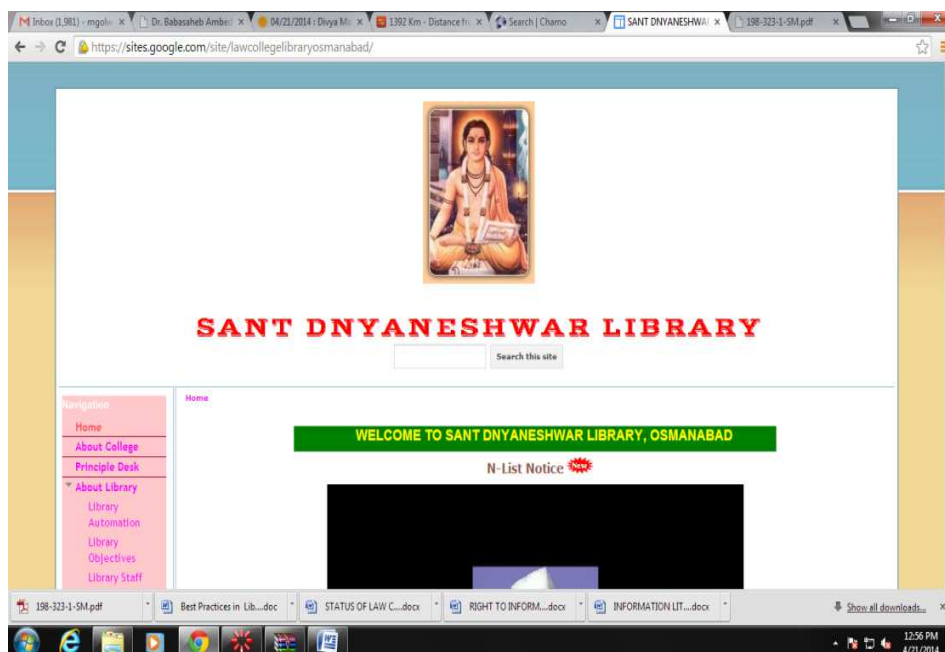 Inbox (1,981) - mgolw
Dr. Babasaheb Ambed
04/21/2014 : Divya Ma
1392 Km - Distance fro
Search | Chamo
SANT DNYANESHWAR
198-323-1-SM.pdf
https://sites.google.com/site/lawcollegelibraryosmanabad/
SANT DNYANESHWAR LIBRARY
Search this site
Navigation
Home
About College
Principle Desk
About Library
Library
Automation
Library
Objectives
Library Staff
Home
WELCOME TO SANT DNYANESHWAR LIBRARY, OSMANABAD
N-List Notice New
198-323-1-SM.pdf
Best Practices in Lib....doc
STATUS OF LAW C....docx
RIGHT TO INFORM....docx
INFORMATION LIT....docx
Show all downloads...
12:56 PM
4/21/2014